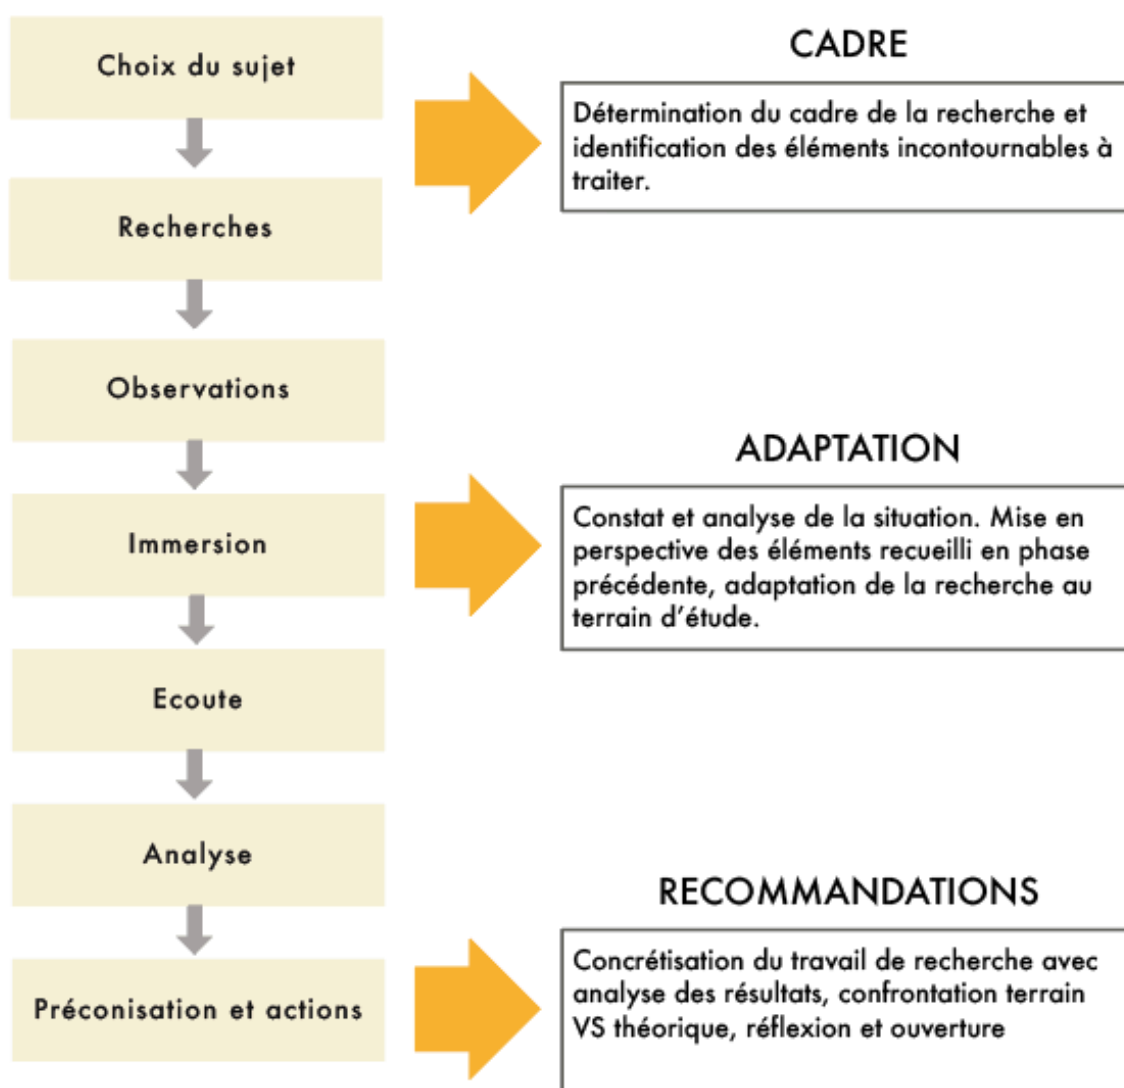 Choix du sujet
CADRE
Détermination du cadre de la recherche et
identification des éléments incontournables à
traiter.
Recherches
Observations
ADAPTATION
Immersion
Constat et analyse de la situation. Mise en
perspective des éléments recueilli en phase
précédente, adaptation de la recherche au
terrain d'étude.
Ecoute
Analyse
RECOMMANDATIONS
Préconisation et actions
Concrétisation du travail de recherche avec
analyse des résultats, confrontation terrain
VS théorique, réflexion et ouverture